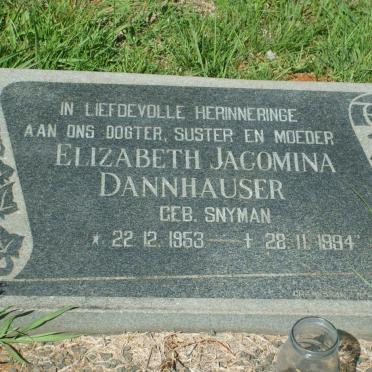 IN LIEFDEVOLLE HERINNERINGE
AAN ONS DOGTER, SUSTER EN MOEDER
ELIZABETH JACOMINA
DANNHAUSER
GEB. SNYMAN
* 22.12.1953 — † 28.11.1994